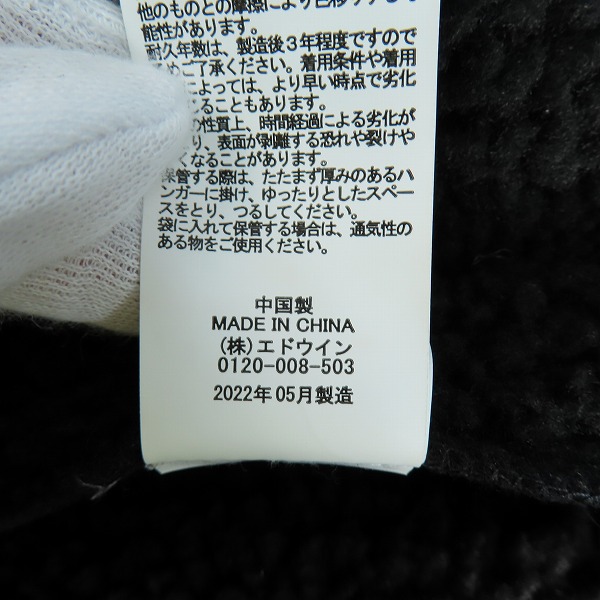 他のものとの摩擦により色移りする可
能性があります。
耐久年数は、製造後3年程度ですので
めご了承ください。着用条件や着用
によっては、より早い時点で劣化
じることもあります。
の性質上、時間経過による劣化が
り、表面が剥離する恐れや裂けや
くなることがあります。
保管する際は、たたまず厚みのあるハ
ンガーに掛け、ゆったりとしたスペー
スをとり、つるしてください。
袋に入れて保管する場合は、通気性の
ある物をご使用ください。
中国製
MADE IN CHINA
(株)エドウイン
0120-008-503
2022年05月製造